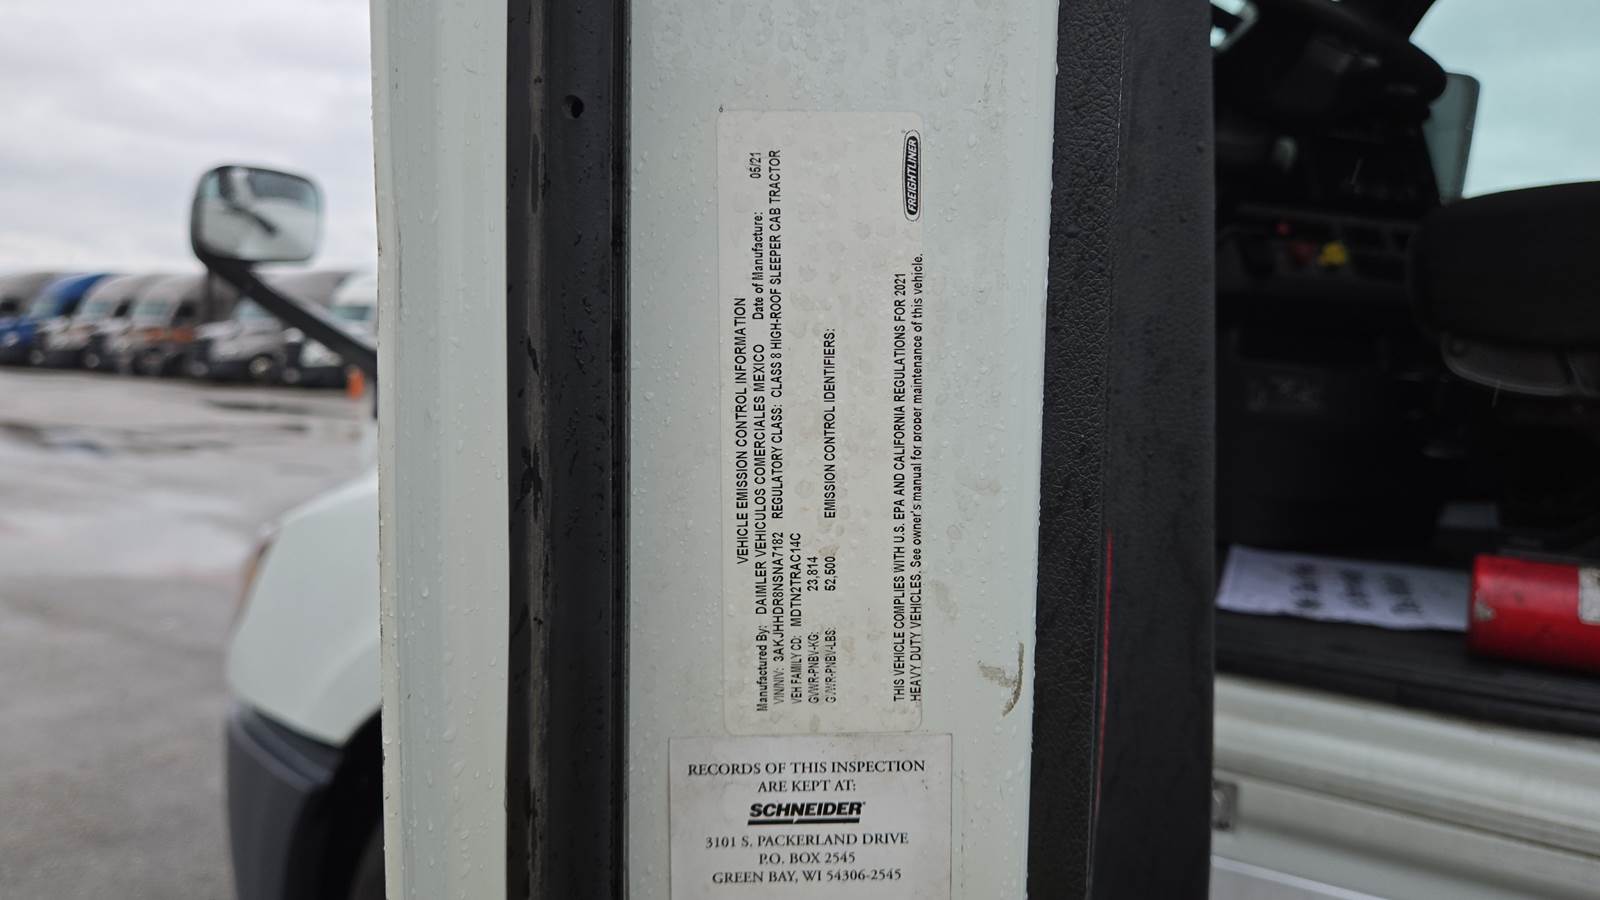 VEHICLE EMISSION CONTROL INFORMATION
Manufactured By: DAIMLER VEHICULOS COMERCIALES MEXICO Date of Manufacture: 05/21
VIN/NIV: 3AKJHHDR8NSNA7182 REGULATORY CLASS: CLASS 8 HIGH-ROOF SLEEPER CAB TRACTOR
VEH FAMILY CD: MDTN2TRAC14C
GVWR-PNBV-KG: 23,814
GVWR-PNBV-LBS: 52,500 EMISSION CONTROL IDENTIFIERS:
THIS VEHICLE COMPLIES WITH U.S. EPA AND CALIFORNIA REGULATIONS FOR 2021
HEAVY DUTY VEHICLES. See owner's manual for proper maintenance of this vehicle.
FREIGHTLINER
RECORDS OF THIS INSPECTION
ARE KEPT AT:
SCHNEIDER
3101 S. PACKERLAND DRIVE
P.O. BOX 2545
GREEN BAY, WI 54306-2545